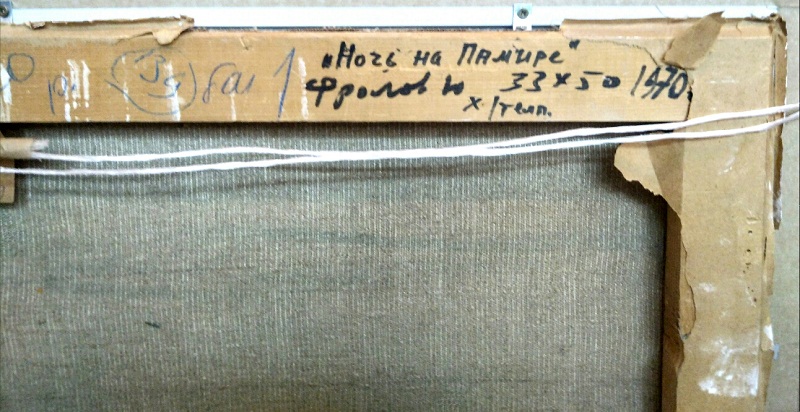 „Ночь на Памире"
Фролов Ю 33×50 1970.
х/темп.